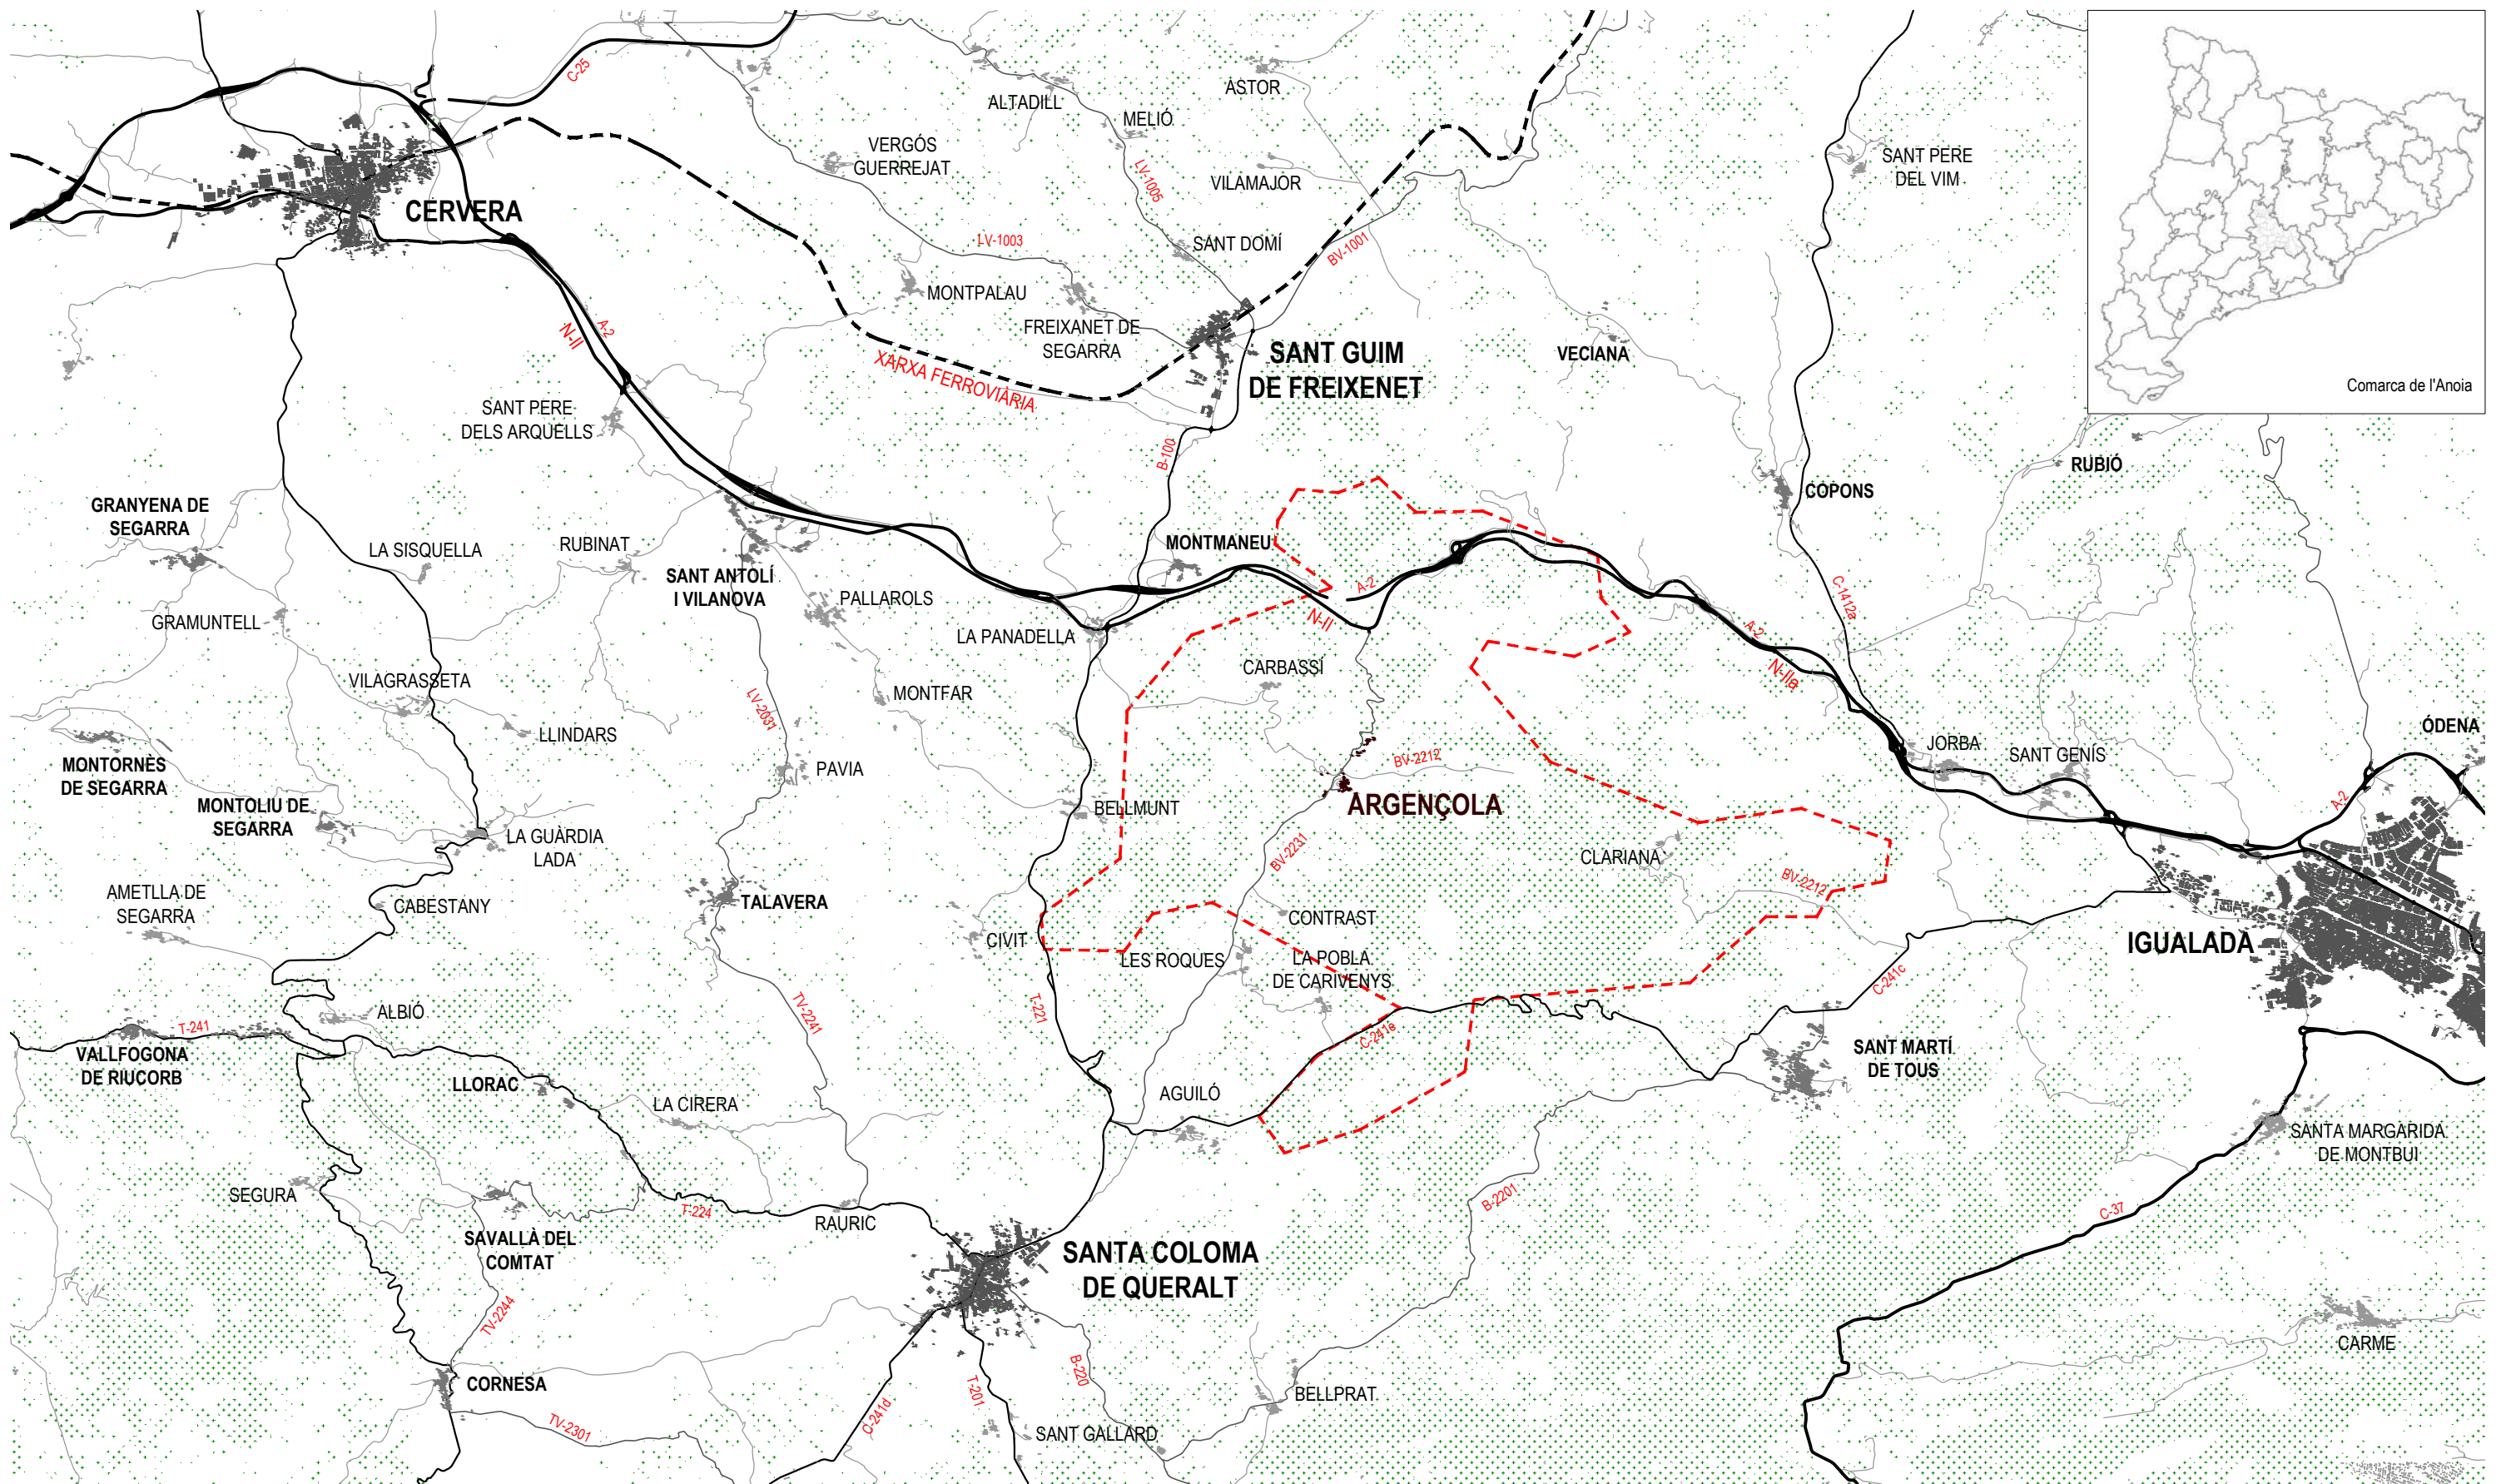 C-25
ALTADILL
ASTOR
MELIÓ
VERGÓS
GUERREJAT
LV-1005
VILAMAJOR
SANT PERE
DEL VIM
CERVERA
LV-1003
SANT DOMÍ
BV-1001
MONTPALAU
FREIXANET DE
SEGARRA
A-2
N-II
XARXA FERROVIÀRIA
SANT GUIM
DE FREIXENET
VECIANA
Comarca de l'Anoia
SANT PERE
DELS ARQUELLS
B-100
RUBIÓ
COPONS
GRANYENA DE
SEGARRA
LA SISQUELLA
RUBINAT
SANT ANTOLÍ
I VILANOVA
MONTMANEU
A-2
C-1412a
PALLAROLS
GRAMUNTELL
LA PANADELLA
N-II
A-2
N-IIa
CARBASSÍ
VILAGRASSETA
MONTFAR
LV-2031
LLINDARS
ÒDENA
MONTORNÈS
DE SEGARRA
PAVIA
BV-2212
JORBA
SANT GENÍS
MONTOLIU DE
SEGARRA
BELLMUNT
ARGENÇOLA
A-2
LA GUÀRDIA
LADA
BV-2231
CLARIANA
BV-2212
AMETLLA DE
SEGARRA
CABESTANY
TALAVERA
CONTRAST
CIVIT
LES ROQUES
LA POBLA
DE CARIVENYS
IGUALADA
C-241c
T-221
TV-2241
ALBIÓ
T-241
C-241e
VALLFOGONA
DE RIUCORB
SANT MARTÍ
DE TOUS
LLORAC
LA CIRERA
AGUILÓ
SANTA MARGARIDA
DE MONTBUI
SEGURA
T-224
RAURIC
B-2201
C-37
SAVALLÀ DEL
COMTAT
SANTA COLOMA
DE QUERALT
TV-2244
CARME
CORNESA
B-220
T-201
BELLPRAT
C-241d
TV-2301
SANT GALLARD